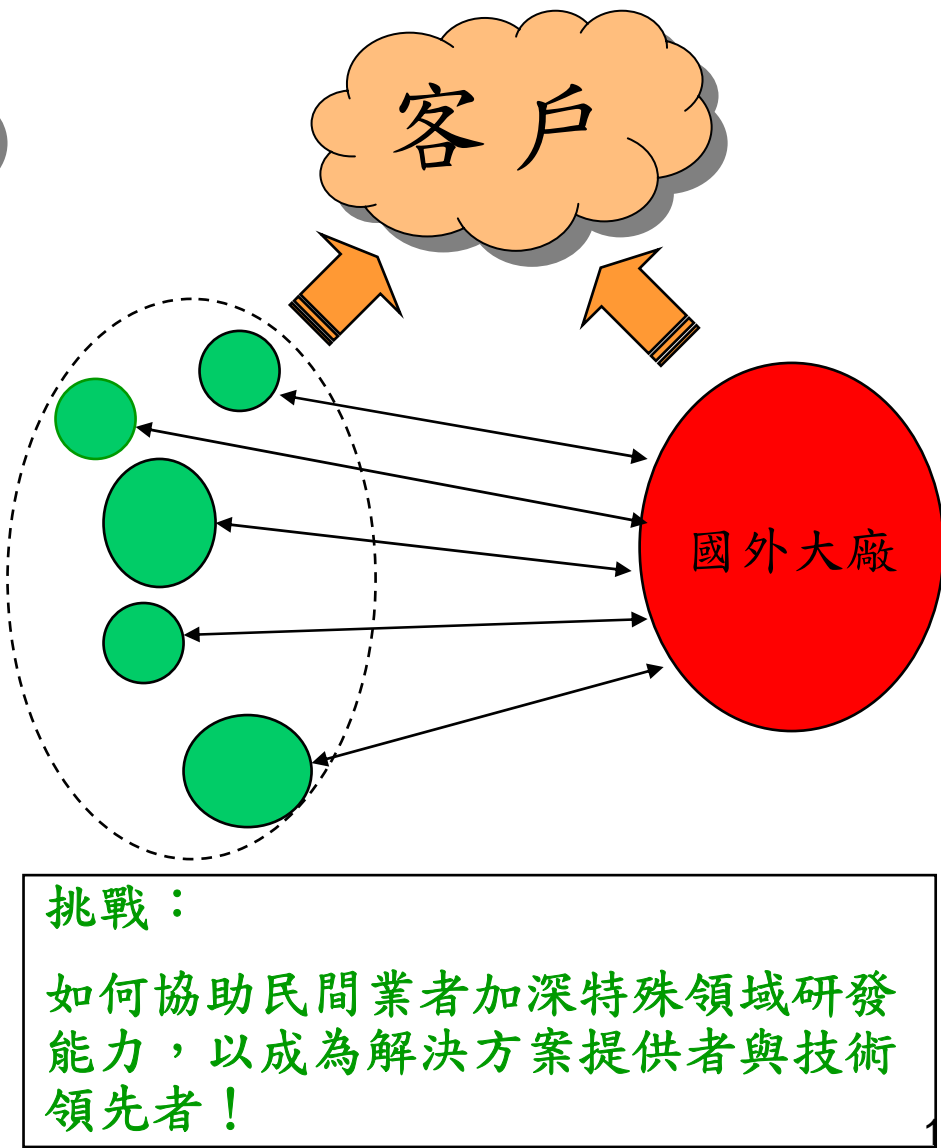 客戶
國外大廠
挑戰：
如何協助民間業者加深特殊領域研發
能力，以成為解決方案提供者與技術
領先者！